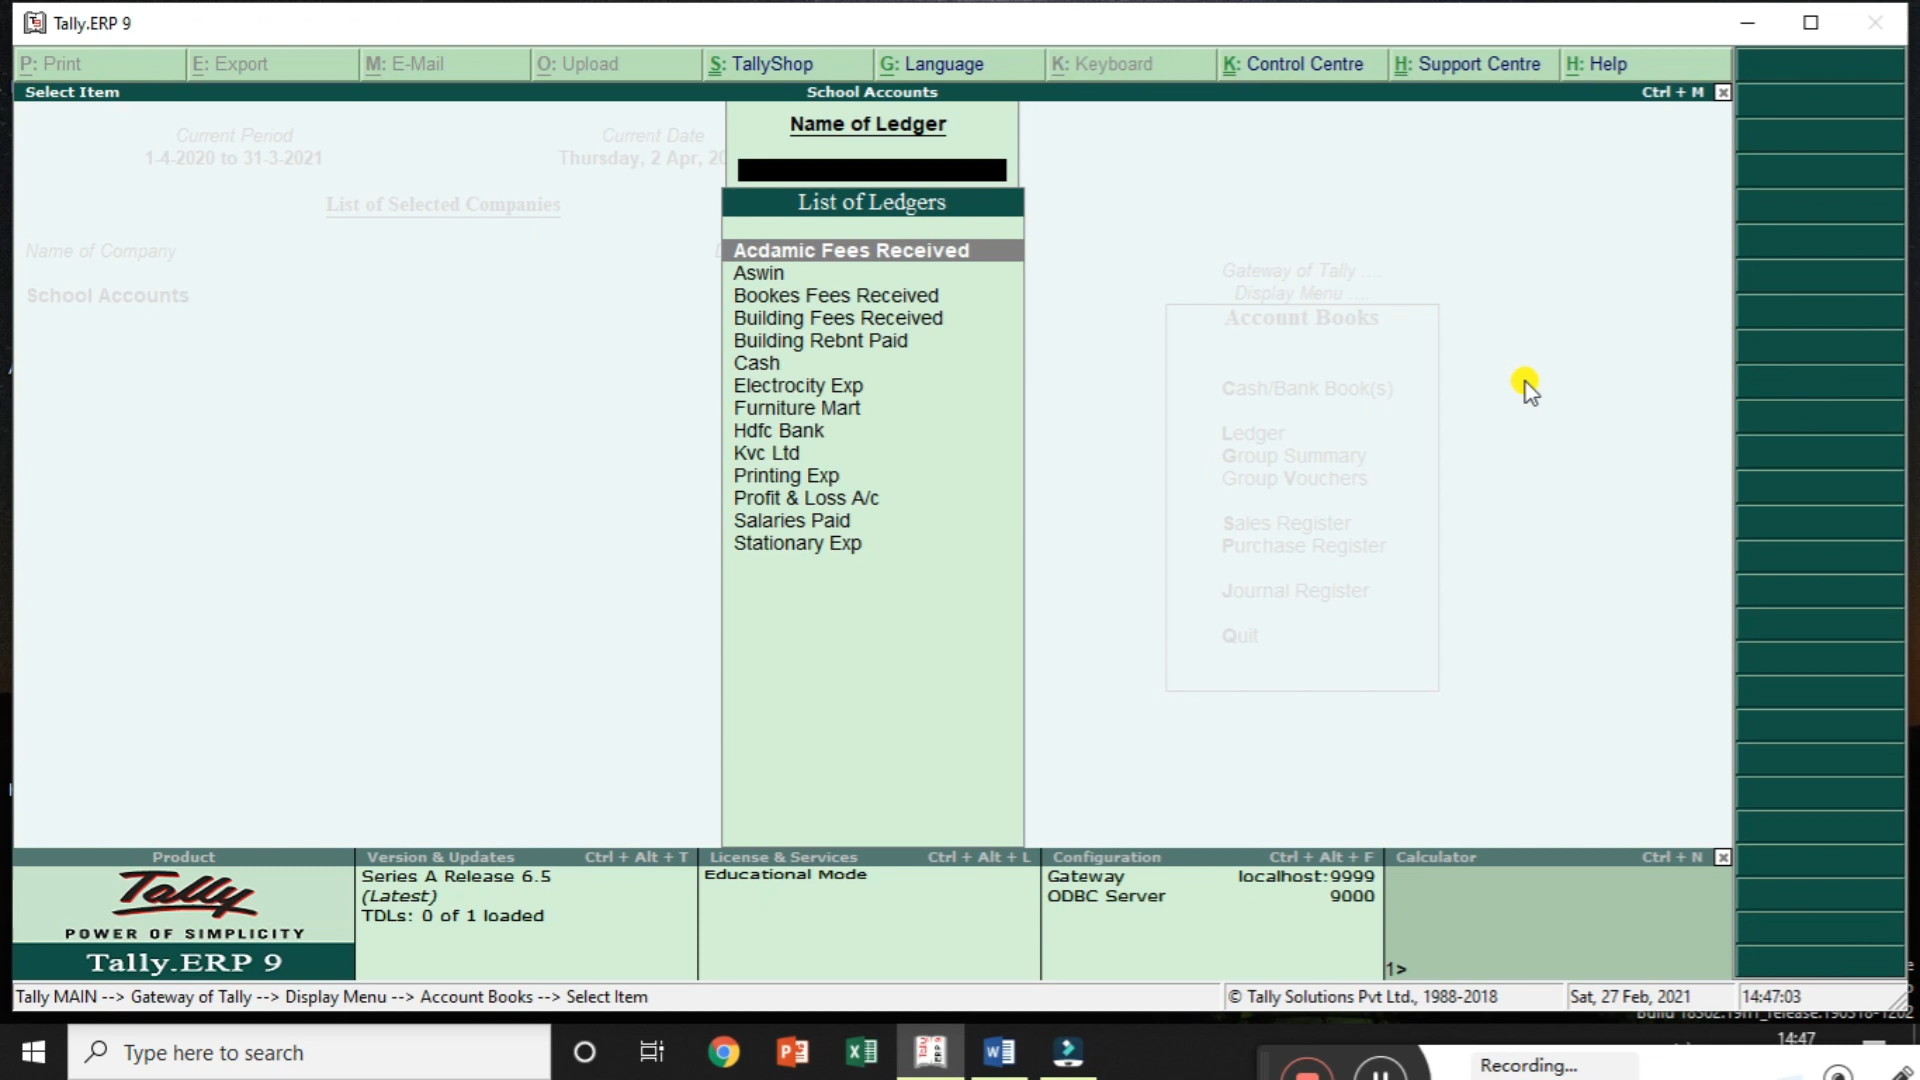 Tally.ERP 9
P: Print E: Export M: E-Mail O: Upload S: TallyShop G: Language K: Keyboard K: Control Centre H: Support Centre H: Help
Select Item School Accounts Ctrl + M
Name of Ledger
Current Period Current Date
1-4-2020 to 31-3-2021 Thursday, 2 Apr, 20
List of Selected Companies
List of Ledgers
Name of Company
School Accounts
Acdamic Fees Received
Aswin
Bookes Fees Received
Building Fees Received
Building Rebnt Paid
Cash
Electrocity Exp
Furniture Mart
Hdfc Bank
Kvc Ltd
Printing Exp
Profit & Loss A/c
Salaries Paid
Stationary Exp
Gateway of Tally ....
Display Menu ....
Account Books
Cash/Bank Book(s)
Ledger
Group Summary
Group Vouchers
Sales Register
Purchase Register
Journal Register
Quit
Product Version & Updates Ctrl + Alt + T License & Services Ctrl + Alt + L Configuration Ctrl + Alt + F Calculator Ctrl + N
Tally
POWER OF SIMPLICITY
Tally.ERP 9
Series A Release 6.5
(Latest)
TDLs: 0 of 1 loaded
Educational Mode
Gateway localhost:9999
ODBC Server 9000
1>
Tally MAIN --> Gateway of Tally --> Display Menu --> Account Books --> Select Item © Tally Solutions Pvt Ltd., 1988-2018 Sat, 27 Feb, 2021 14:47:03
Type here to search
14:47
Recording...